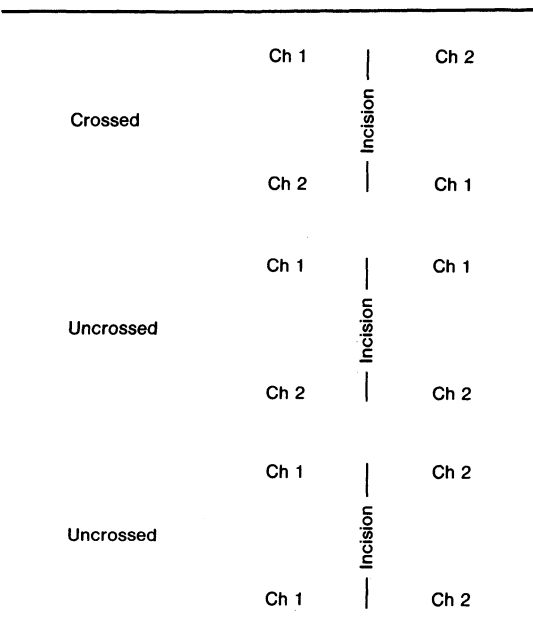 Ch 1 Ch 2
Crossed Incision
Ch 2 Ch 1
Ch 1 Ch 1
Uncrossed Incision
Ch 2 Ch 2
Ch 1 Ch 2
Uncrossed Incision
Ch 1 Ch 2